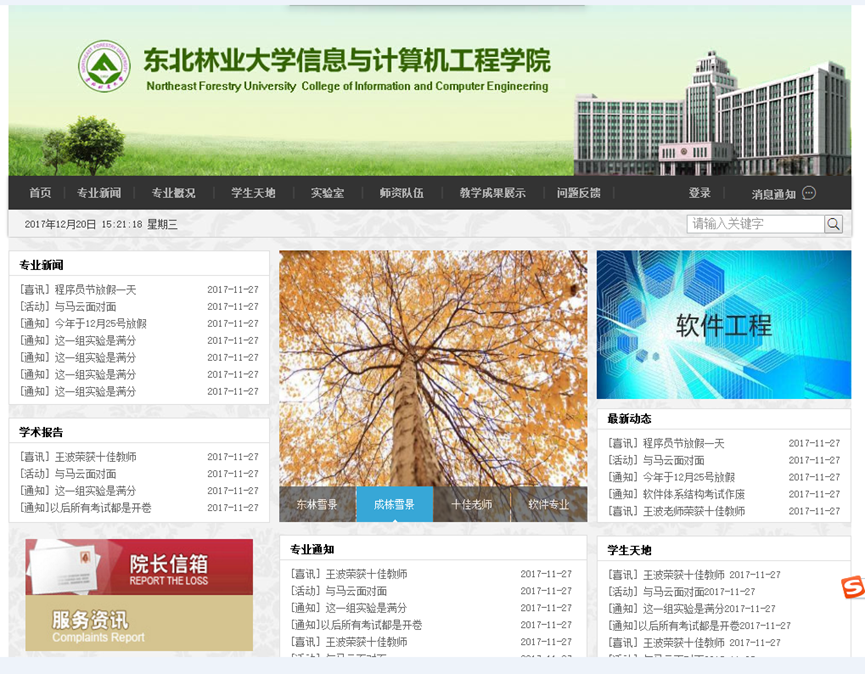 东北林业大学信息与计算机工程学院
Northeast Forestry University College of Information and Computer Engineering
首页 专业新闻 专业概况 学生天地 实验室 师资队伍 教学成果展示 问题反馈 登录 消息通知
2017年12月20日 15:21:18 星期三
请输入关键字
专业新闻
[喜讯] 程序员节放假一天 2017-11-27
[活动] 与马云面对面 2017-11-27
[通知] 今年于12月25号放假 2017-11-27
[通知] 这一组实验是满分 2017-11-27
[通知] 这一组实验是满分 2017-11-27
[通知] 这一组实验是满分 2017-11-27
[通知] 这一组实验是满分 2017-11-27
学术报告
[喜讯] 王波荣获十佳教师 2017-11-27
[活动] 与马云面对面 2017-11-27
[通知] 这一组实验是满分 2017-11-27
[通知]以后所有考试都是开卷 2017-11-27
院长信箱
REPORT THE LOSS
服务资讯
Complaints Report
东林雪景 成栋雪景 十佳老师 软件专业
专业通知
[喜讯] 王波荣获十佳教师 2017-11-27
[活动] 与马云面对面 2017-11-27
[通知] 这一组实验是满分 2017-11-27
[通知]以后所有考试都是开卷 2017-11-27
[喜讯] 王波荣获十佳教师 2017-11-27
软件工程
最新动态
[喜讯] 程序员节放假一天 2017-11-27
[活动] 与马云面对面 2017-11-27
[通知] 今年于12月25号放假 2017-11-27
[通知] 软件体系结构考试作废 2017-11-27
[喜讯] 王波老师荣获十佳教师 2017-11-27
学生天地
[喜讯] 王波荣获十佳教师 2017-11-27
[活动] 与马云面对面2017-11-27
[通知] 这一组实验是满分2017-11-27
[通知]以后所有考试都是开卷2017-11-27
[喜讯] 王波荣获十佳教师 2017-11-27